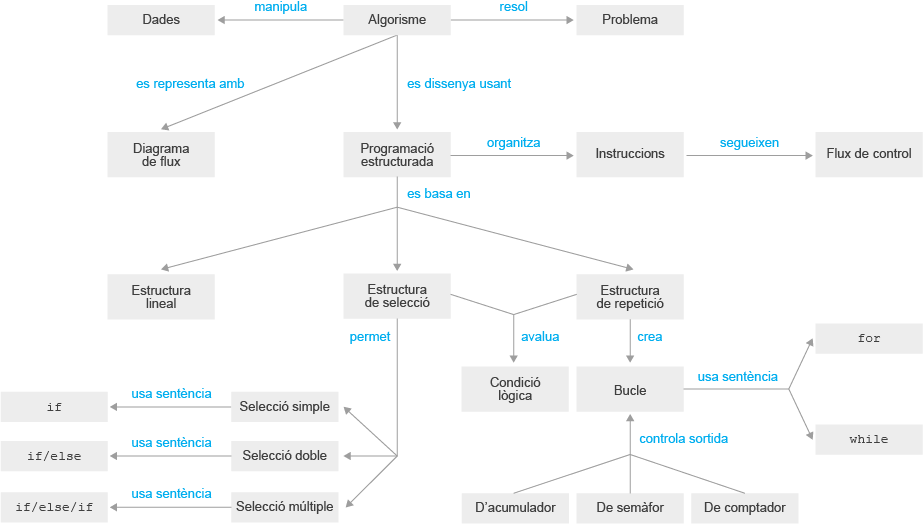 Dades
manipula
Algorisme
resol
Problema
es representa amb
es dissenya usant
Diagrama
de flux
Programació
estructurada
organitza
Instruccions
segueixen
Flux de control
es basa en
Estructura
lineal
Estructura
de selecció
Estructura
de repetició
permet
avalua
crea
for
Condició
lògica
Bucle
usa sentència
while
if
usa sentència
Selecció simple
if/else
usa sentència
Selecció doble
controla sortida
if/else/if
usa sentència
Selecció múltiple
D'acumulador
De semàfor
De comptador